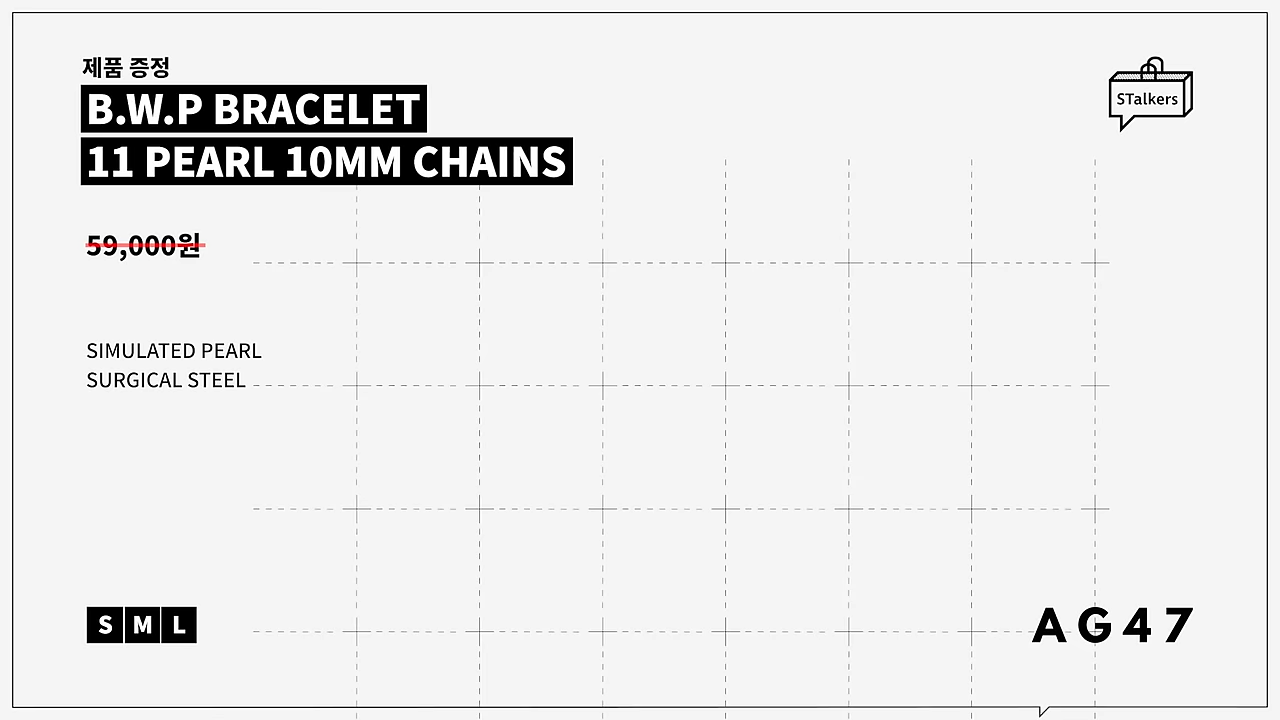 제품 증정
B.W.P BRACELET
11 PEARL 10MM CHAINS
STalkers
59,000원
SIMULATED PEARL
SURGICAL STEEL
S M L
AG47